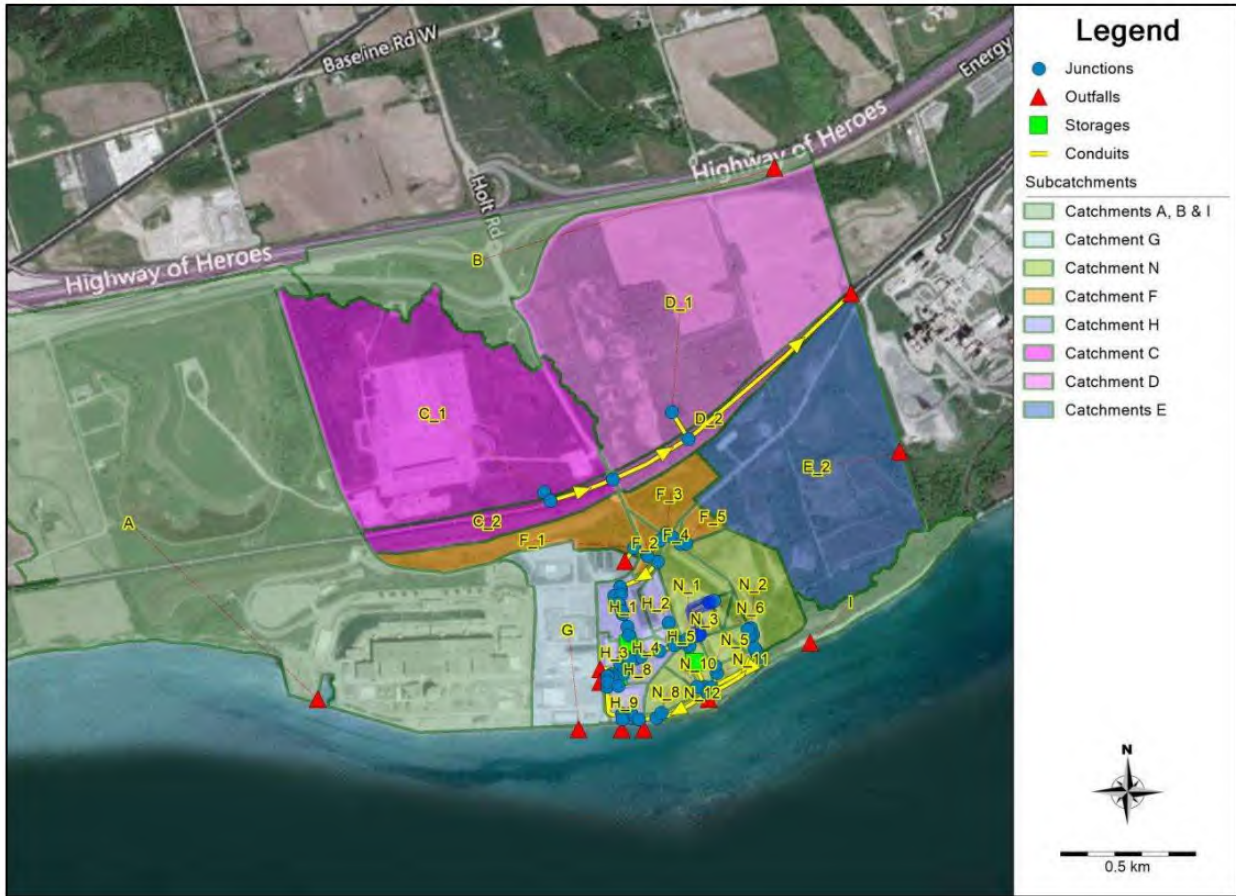 Baseline Rd W
Energy
Highway of Heroes
Holt Rd
Highway of Heroes
B
D_1
C_1
D_2
E_2
F_3
C_2
A
F_5
F_1
F_4
F_2
N_1
N_2
I
H_1
H_2
N_6
N_3
G
H_5
N_5
H_3
H_4
N_11
N_10
H_8
N_8
N_12
H_9
Legend
Junctions
Outfalls
Storages
Conduits
Subcatchments
Catchments A, B & I
Catchment G
Catchment N
Catchment F
Catchment H
Catchment C
Catchment D
Catchments E
N
0.5 km